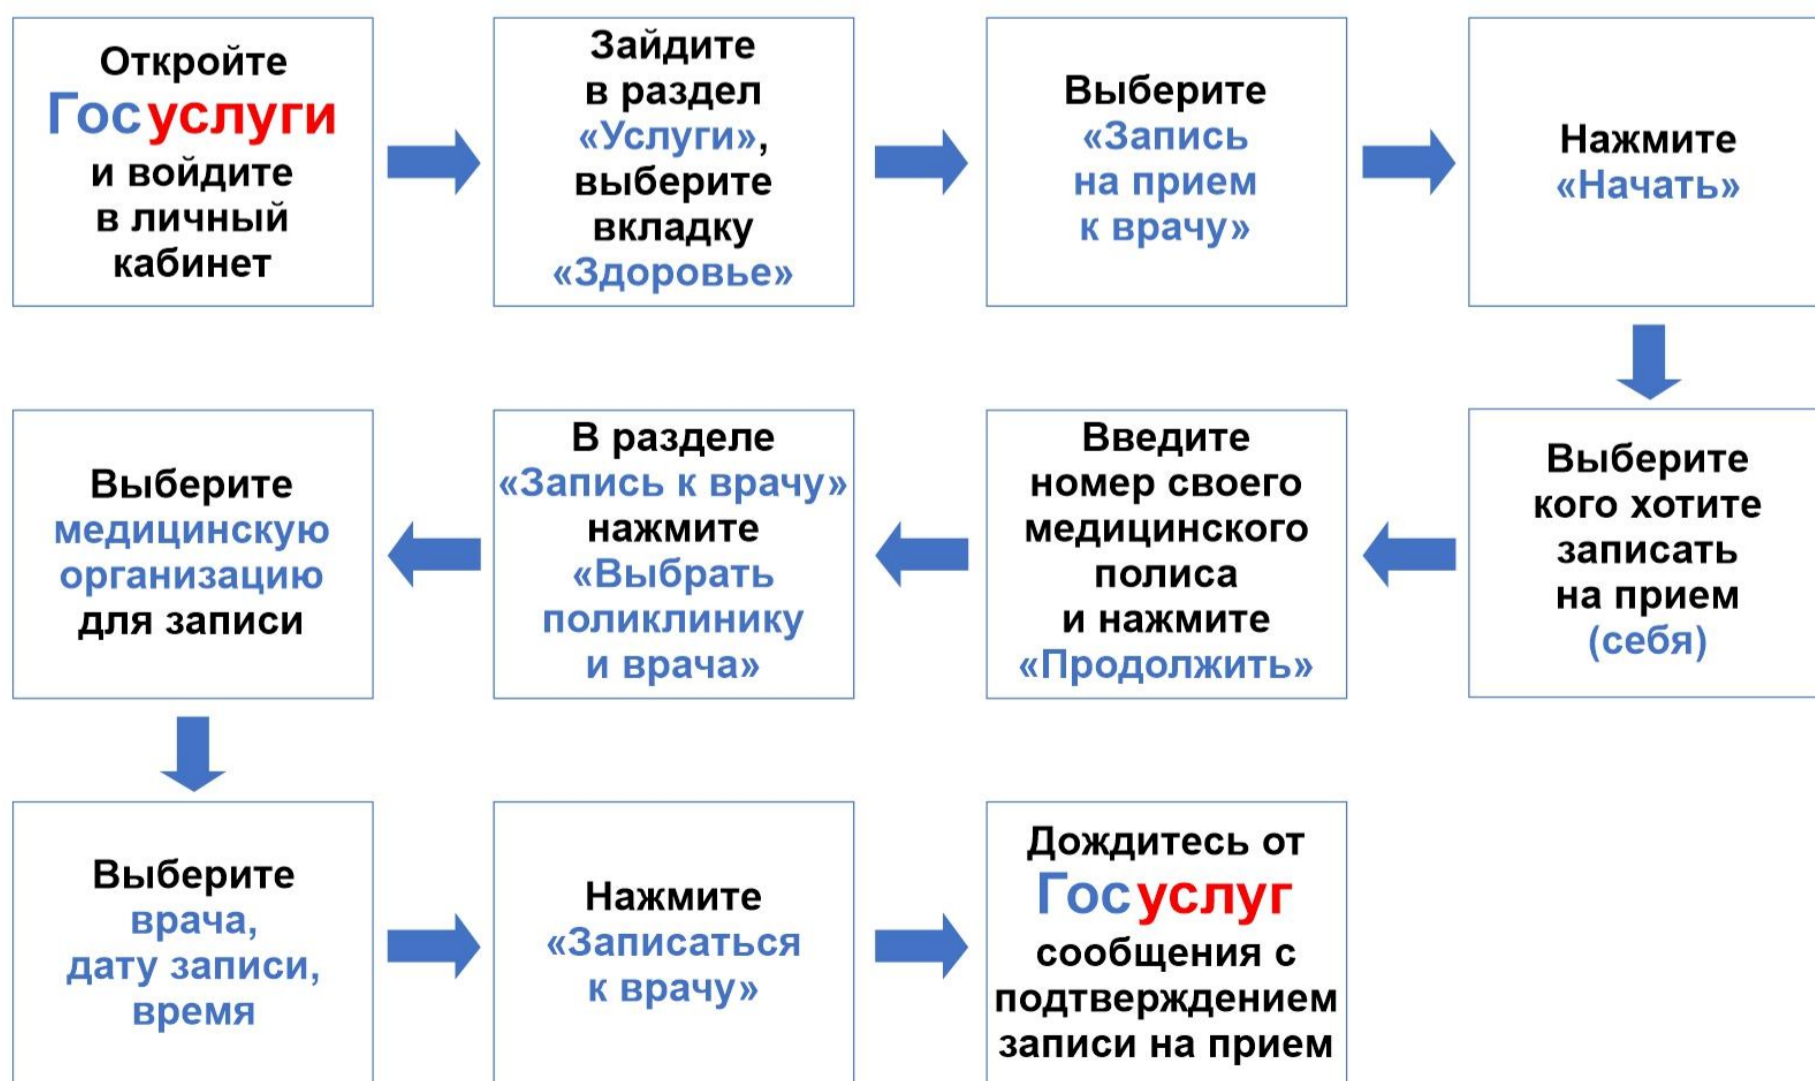 Откройте
Госуслуги
и войдите
в личный
кабинет
Зайдите
в раздел
«Услуги»,
выберите
вкладку
«Здоровье»
Выберите
«Запись
на прием
к врачу»
Нажмите
«Начать»
Выберите
кого хотите
записать
на прием
(себя)
Введите
номер своего
медицинского
полиса
и нажмите
«Продолжить»
В разделе
«Запись к врачу»
нажмите
«Выбрать
поликлинику
и врача»
Выберите
медицинскую
организацию
для записи
Выберите
врача,
дату записи,
время
Нажмите
«Записаться
к врачу»
Дождитесь от
Госуслуг
сообщения с
подтверждением
записи на прием